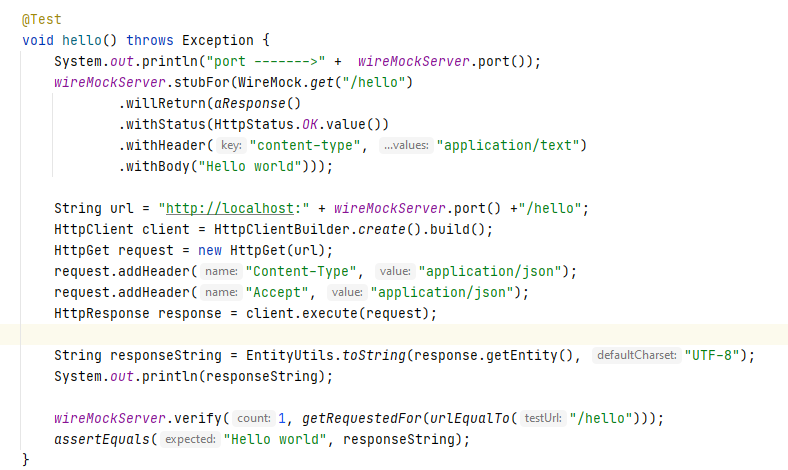 @Test
void hello() throws Exception {
System.out.println("port ------->" + wireMockServer.port());
wireMockServer.stubFor(WireMock.get("/hello")
.willReturn(aResponse()
.withStatus(HttpStatus.OK.value())
.withHeader( key: "content-type", ...values: "application/text")
.withBody("Hello world")));
String url = "http://localhost:" + wireMockServer.port() +"/hello";
HttpClient client = HttpClientBuilder.create().build();
HttpGet request = new HttpGet(url);
request.addHeader( name: "Content-Type", value: "application/json");
request.addHeader( name: "Accept", value: "application/json");
HttpResponse response = client.execute(request);
String responseString = EntityUtils.toString(response.getEntity(), defaultCharset: "UTF-8");
System.out.println(responseString);
wireMockServer.verify( count: 1, getRequestedFor(urlEqualTo( testUrl: "/hello")));
assertEquals( expected: "Hello world", responseString);
}